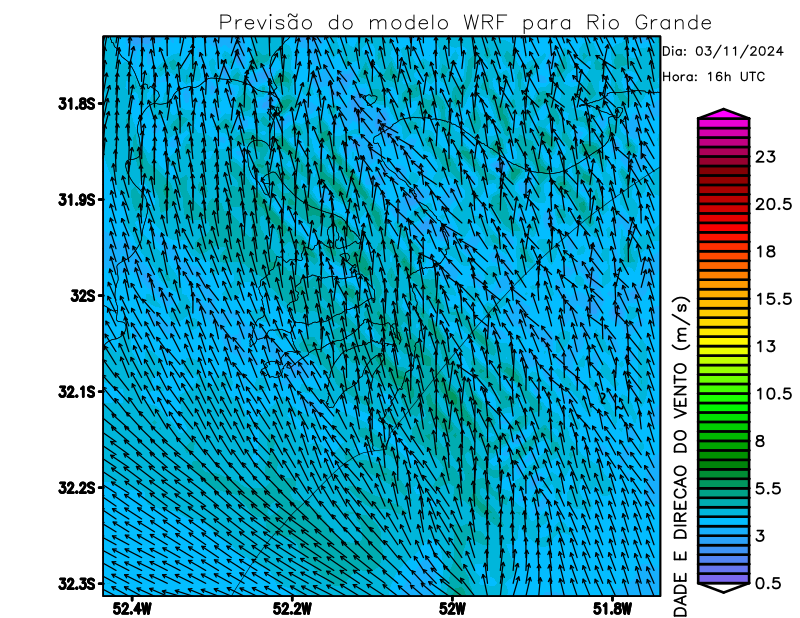 Previsão do modelo WRF para Rio Grande
Dia: 03/11/2024
Hora: 16h UTC
31.8S
31.9S
32S
32.1S
32.2S
32.3S
52.4W
52.2W
52W
51.8W
23
20.5
18
15.5
13
10.5
8
5.5
3
0.5
DADE E DIRECAO DO VENTO (m/s)